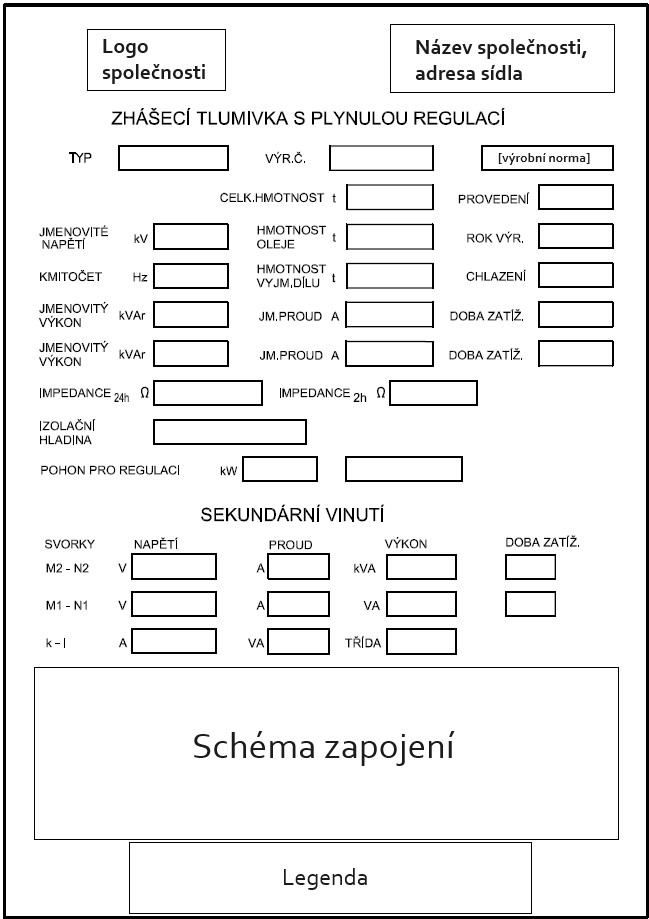 Logo
společnosti
Název společnosti,
adresa sídla
ZHÁŠECÍ TLUMIVKA S PLYNULOU REGULACÍ
TYP VÝR.Č. [výrobní norma]
CELK.HMOTNOST t PROVEDENÍ
JMENOVITÉ
NAPĚTÍ kV HMOTNOST
OLEJE t ROK VÝR.
KMITOČET Hz HMOTNOST
VYJM,DÍLU t CHLAZENÍ
JMENOVITÝ
VÝKON kVAr JM.PROUD A DOBA ZATÍŽ.
JMENOVITÝ
VÝKON kVAr JM.PROUD A DOBA ZATÍŽ.
IMPEDANCE 24h Ω IMPEDANCE 2h Ω
IZOLAČNÍ
HLADINA
POHON PRO REGULACI kW
SEKUNDÁRNÍ VINUTÍ
SVORKY NAPĚTÍ PROUD VÝKON DOBA ZATÍŽ.
M2 - N2 V A kVA
M1 - N1 V A VA
k – l A VA TŘÍDA
Schéma zapojení
Legenda